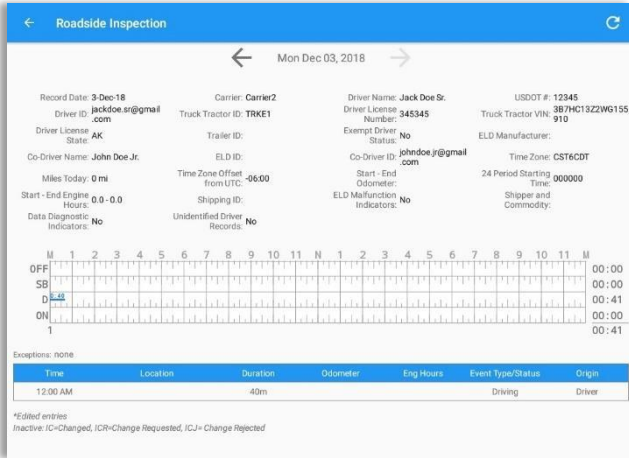 Roadside Inspection
Mon Dec 03, 2018
Record Date: 3-Dec-18 Carrier: Carrier2 Driver Name: Jack Doe Sr. USDOT #: 12345
Driver ID: jackdoe.sr@gmail.com Truck Tractor ID: TRKE1 Driver License Number: 345345 Truck Tractor VIN: 3B7HC13Z2WG155910
Driver License State: AK Trailer ID: Exempt Driver Status: No ELD Manufacturer:
Co-Driver Name: John Doe Jr. ELD ID: Co-Driver ID: johndoe.jr@gmail.com Time Zone: CST6CDT
Miles Today: 0 mi Time Zone Offset from UTC: -06:00 Start - End Odometer: 24 Period Starting Time: 000000
Start - End Engine Hours: 0.0 - 0.0 Shipping ID: ELD Malfunction Indicators: No Shipper and Commodity:
Data Diagnostic Indicators: No Unidentified Driver Records: No
M 1 2 3 4 5 6 7 8 9 10 11 N 1 2 3 4 5 6 7 8 9 10 11 M
OFF 00:00
SB 00:00
D 0:40 00:41
ON 00:00
1 00:41
Exceptions: none
Time Location Duration Odometer Eng Hours Event Type/Status Origin
12:00 AM 40m Driving Driver
*Edited entries
Inactive: IC=Changed, ICR=Change Requested, ICJ= Change Rejected